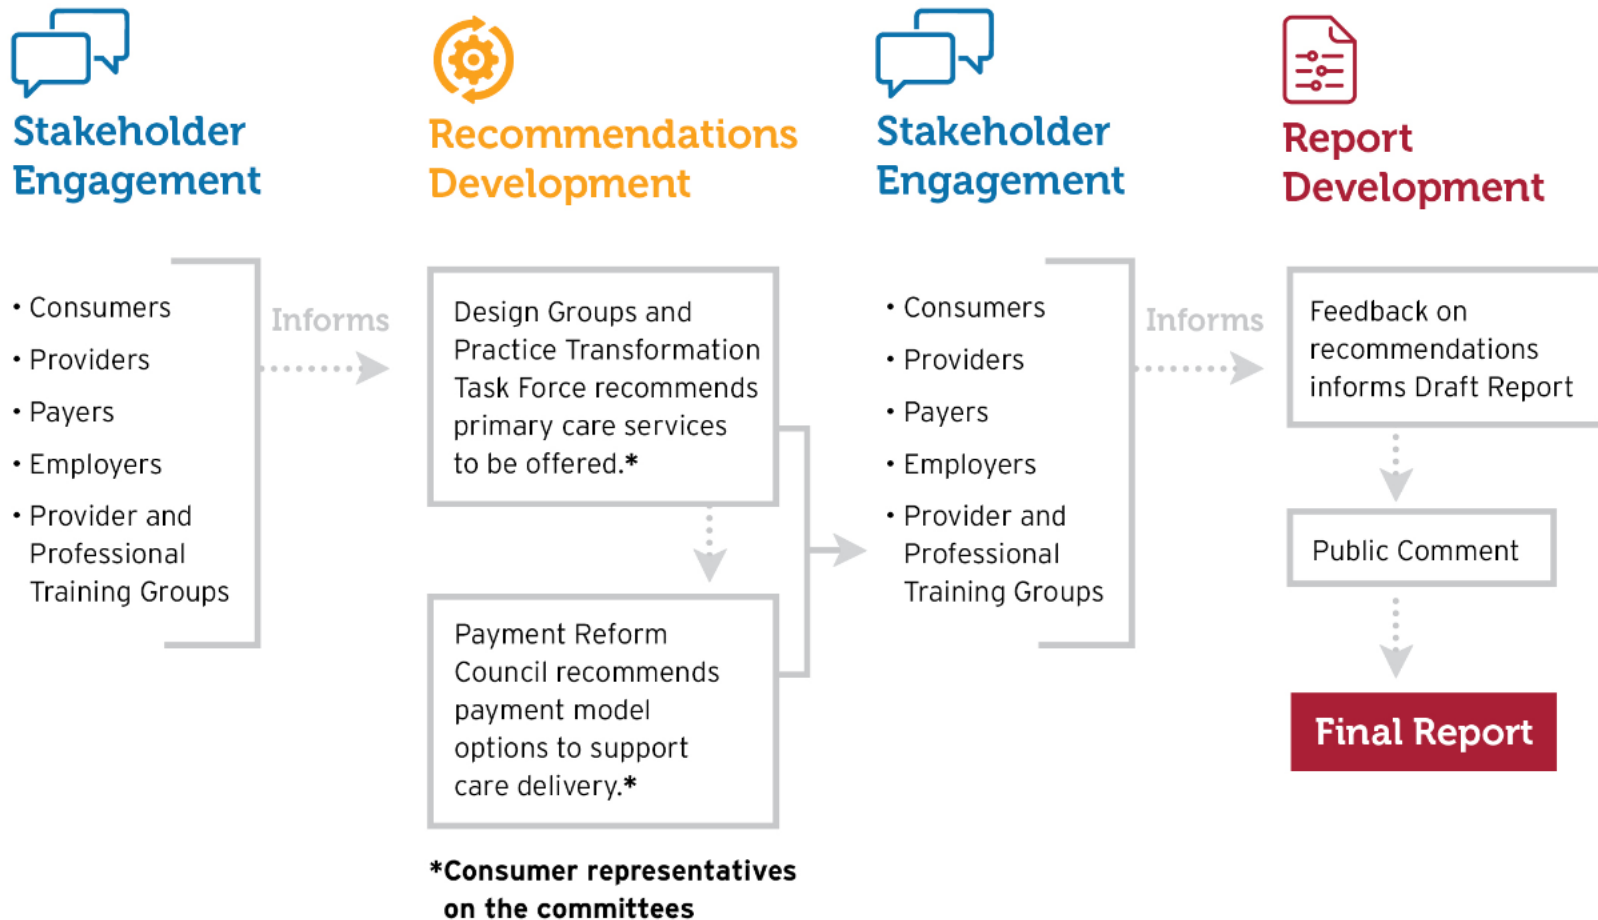 Stakeholder
Engagement
• Consumers
• Providers
• Payers
• Employers
• Provider and
Professional
Training Groups
Informs
Recommendations
Development
Design Groups and
Practice Transformation
Task Force recommends
primary care services
to be offered.*
Payment Reform
Council recommends
payment model
options to support
care delivery.*
*Consumer representatives
on the committees
Stakeholder
Engagement
• Consumers
• Providers
• Payers
• Employers
• Provider and
Professional
Training Groups
Informs
Report
Development
Feedback on
recommendations
informs Draft Report
Public Comment
Final Report